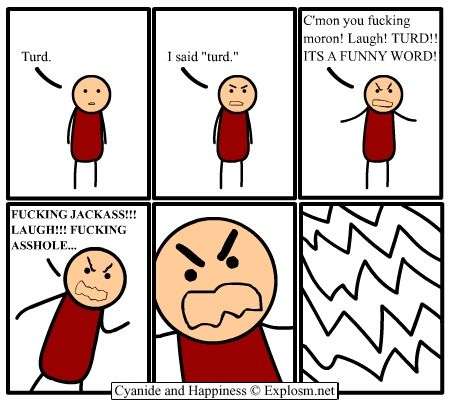 Turd.
I said "turd."
C'mon you fucking
moron! Laugh! TURD!!
ITS A FUNNY WORD!
FUCKING JACKASS!!!
LAUGH!!! FUCKING
ASSHOLE...
Cyanide and Happiness © Explosm.net